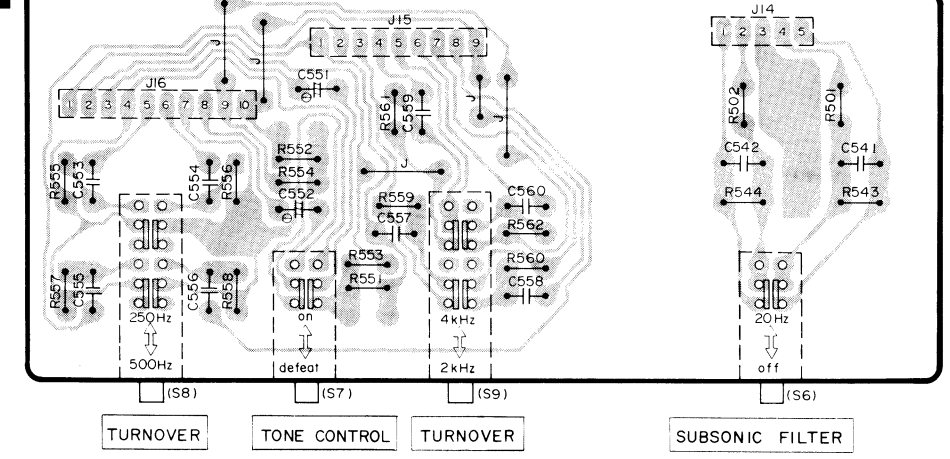 J14
1 2 3 4 5
J15
1 2 3 4 5 6 7 8 9
J
J
C551
J16
1 2 3 4 5 6 7 8 9 10
R561
C559
J
J
R502
R501
R552
C542
C541
R555
C553
C554
R556
R554
J
C552
R559
C560
R544
R543
C557
R562
R553
R560
R557
C555
C556
R558
R551
C558
250Hz
on
4kHz
20Hz
500Hz
defeat
2kHz
off
(S8)
(S7)
(S9)
(S6)
TURNOVER
TONE CONTROL
TURNOVER
SUBSONIC FILTER